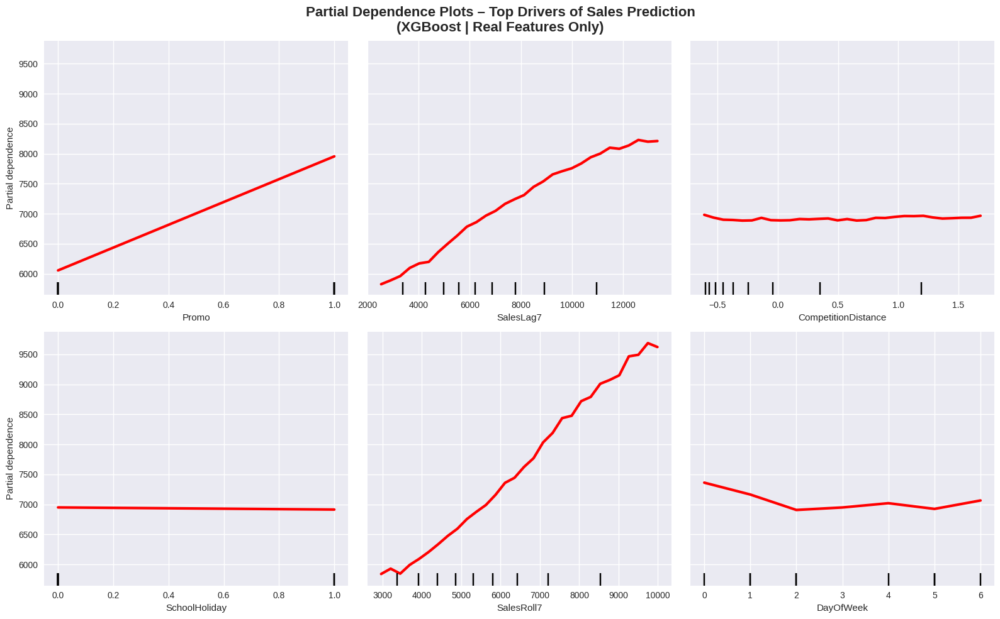 Partial Dependence Plots – Top Drivers of Sales Prediction
(XGBoost | Real Features Only)
Partial dependence
9500
9000
8500
8000
7500
7000
6500
6000
0.0 0.2 0.4 0.6 0.8 1.0
Promo
2000 4000 6000 8000 10000 12000
SalesLag7
−0.5 0.0 0.5 1.0 1.5
CompetitionDistance
Partial dependence
9500
9000
8500
8000
7500
7000
6500
6000
0.0 0.2 0.4 0.6 0.8 1.0
SchoolHoliday
3000 4000 5000 6000 7000 8000 9000 10000
SalesRoll7
0 1 2 3 4 5 6
DayOfWeek